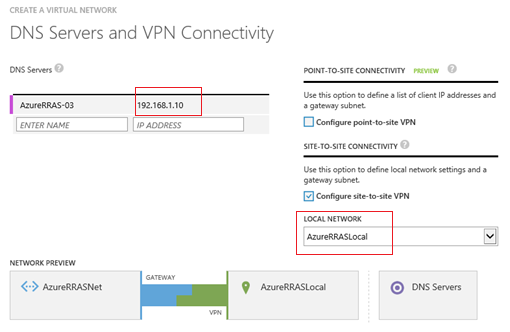 CREATE A VIRTUAL NETWORK
DNS Servers and VPN Connectivity
DNS Servers ?
AzureRRAS-03 192.168.1.10
ENTER NAME IP ADDRESS
POINT-TO-SITE CONNECTIVITY PREVIEW ?
Use this option to define a list of client IP addresses and
a gateway subnet.
Configure point-to-site VPN
SITE-TO-SITE CONNECTIVITY ?
Use this option to define local network settings and a
gateway subnet.
Configure site-to-site VPN
LOCAL NETWORK
AzureRRASLocal
NETWORK PREVIEW
AzureRRASNet
GATEWAY
VPN
AzureRRASLocal
DNS Servers